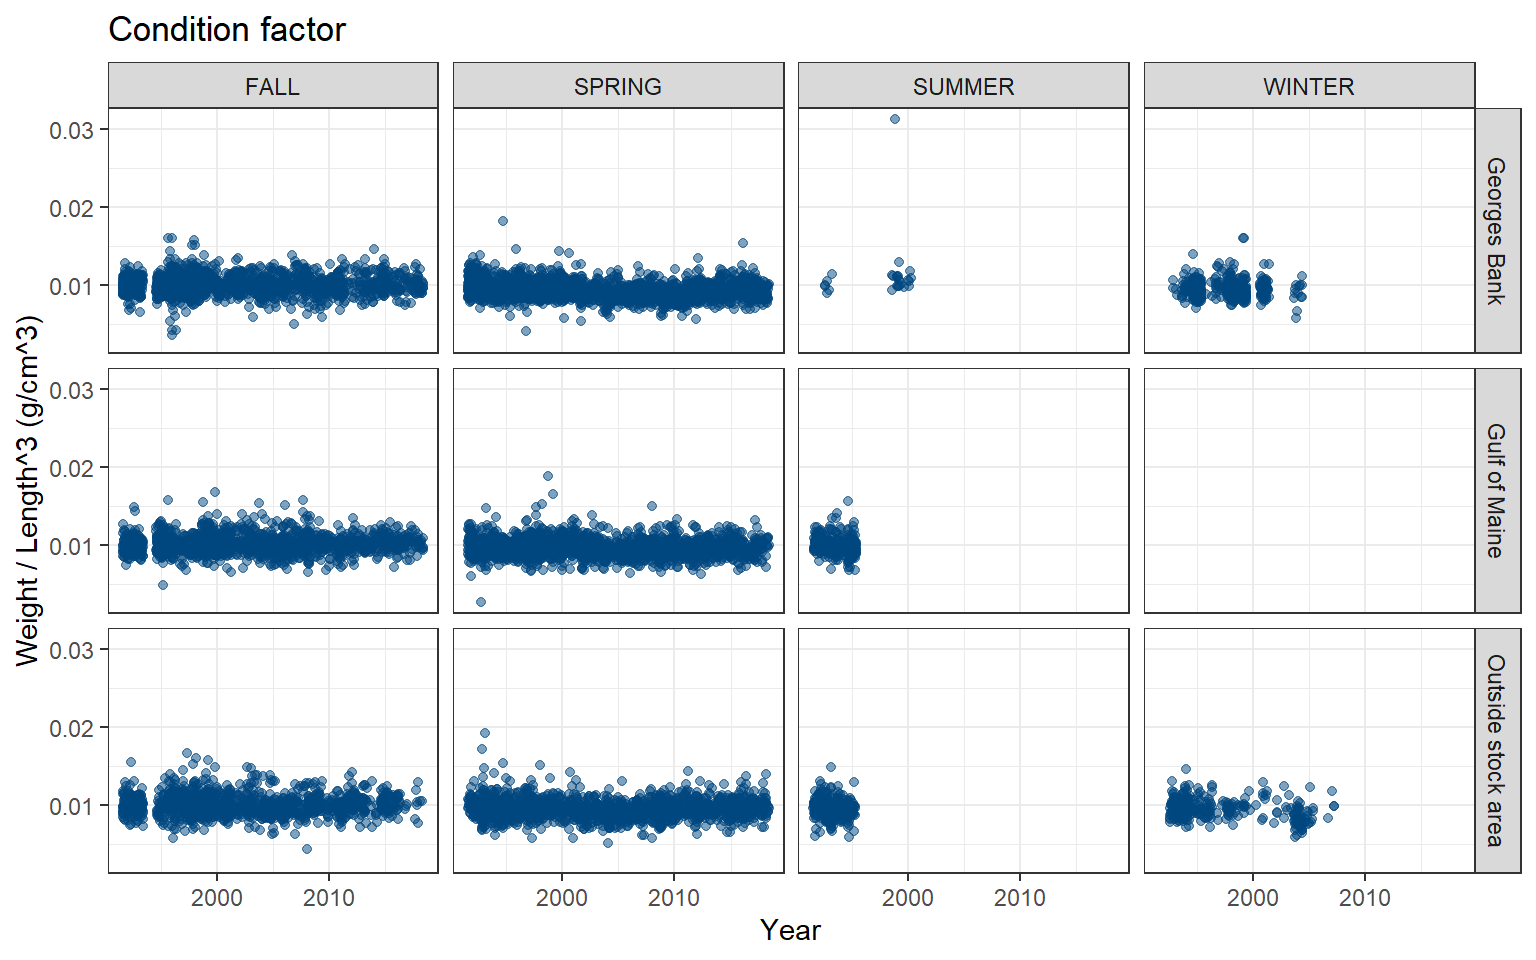 Condition factor
FALL
SPRING
SUMMER
WINTER
Weight / Length^3 (g/cm^3)
0.03
0.02
0.01
Georges Bank
0.03
0.02
0.01
Gulf of Maine
0.03
0.02
0.01
Outside stock area
2000 2010
2000 2010
2000 2010
2000 2010
Year